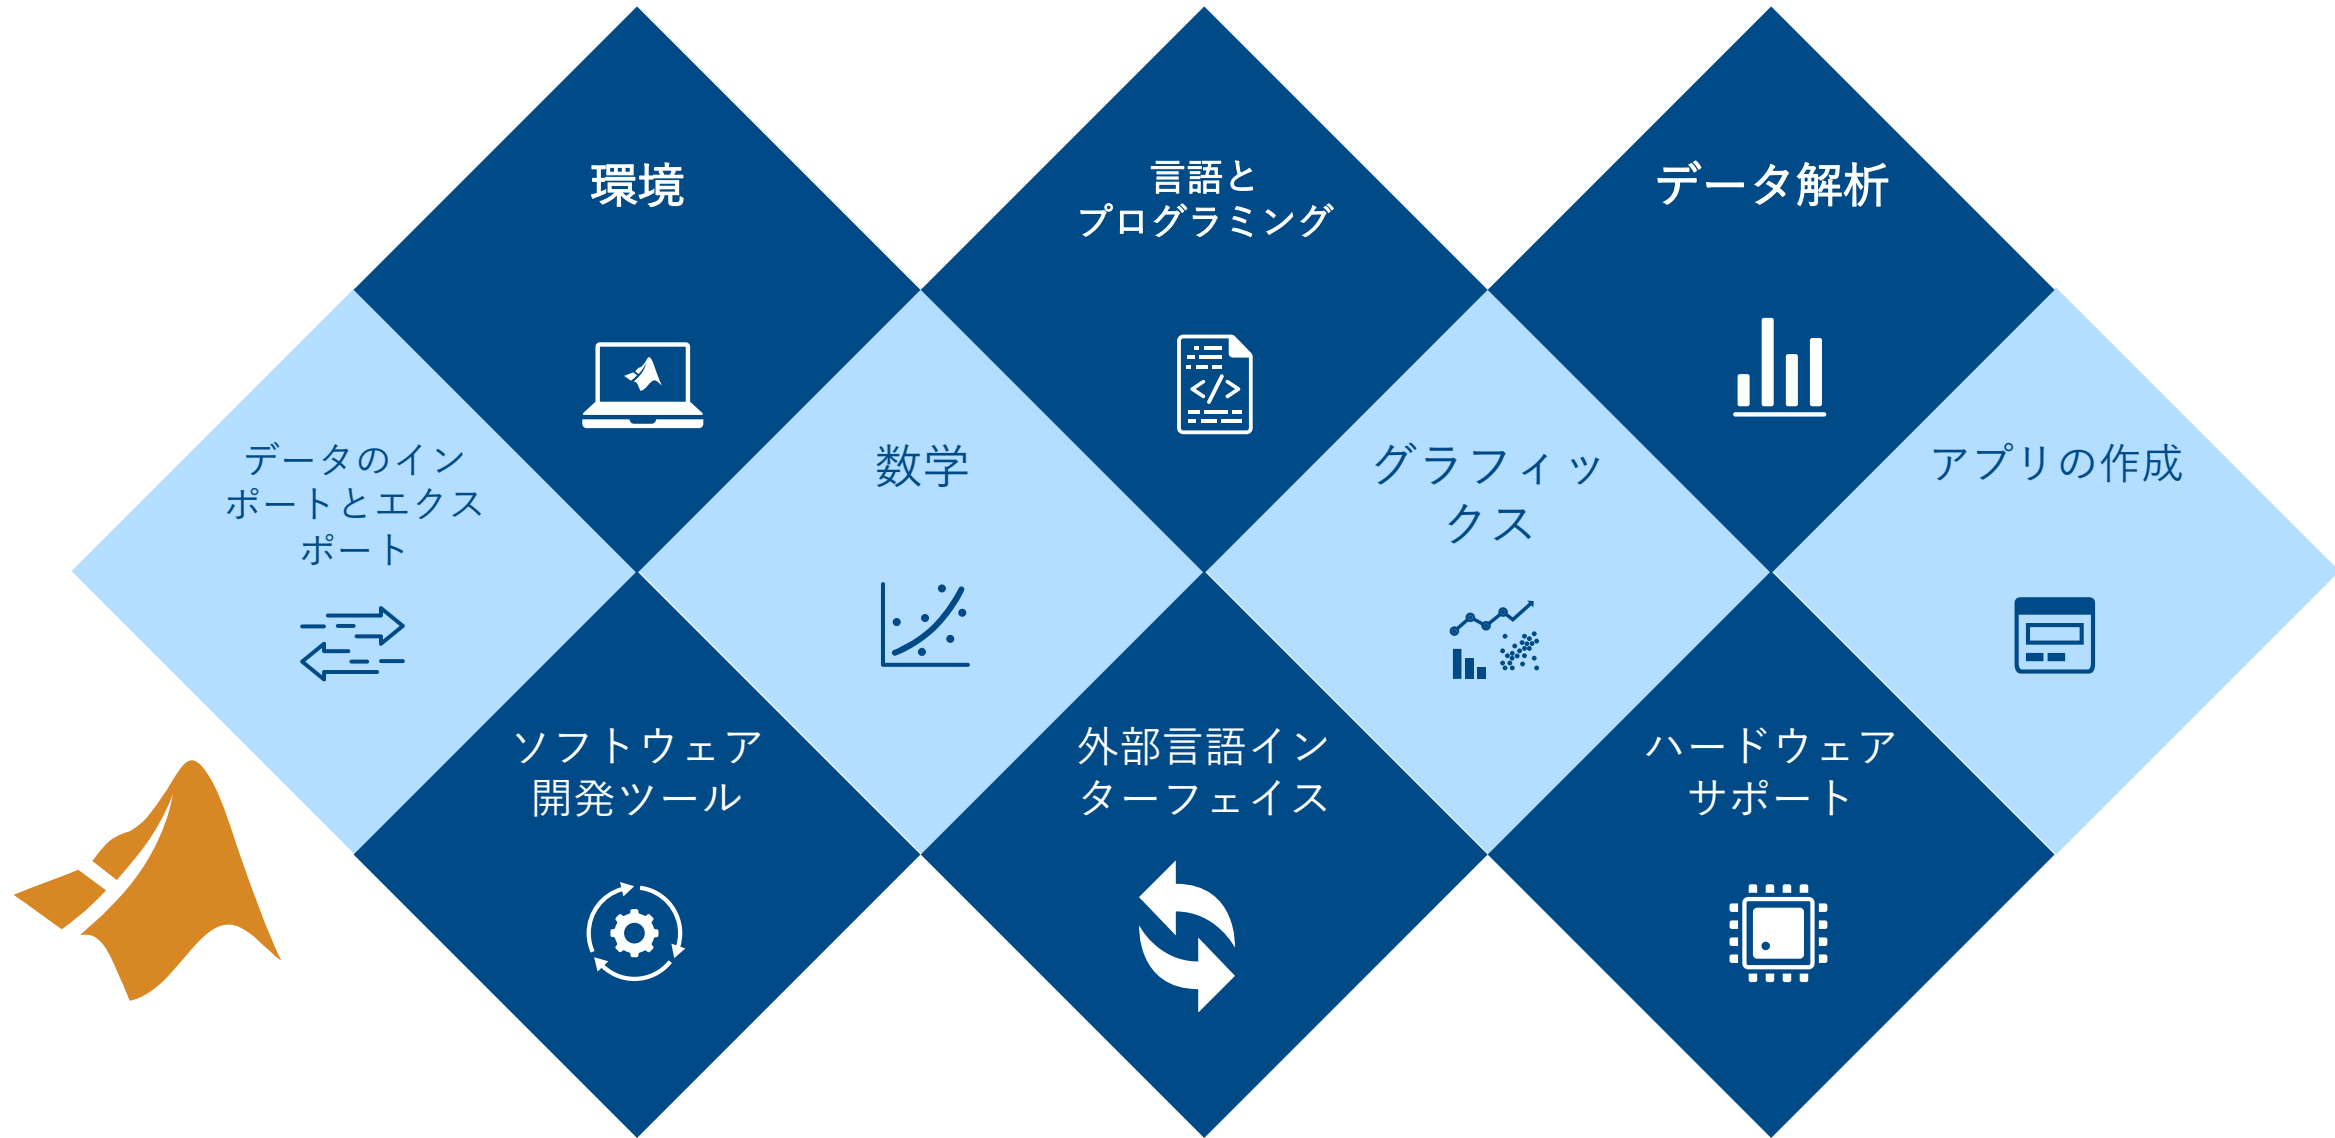 環境
言語と
プログラミング
データ解析
データのイン
ポートとエクス
ポート
数学
グラフィッ
クス
アプリの作成
ソフトウェア
開発ツール
外部言語イン
ターフェイス
ハードウェア
サポート